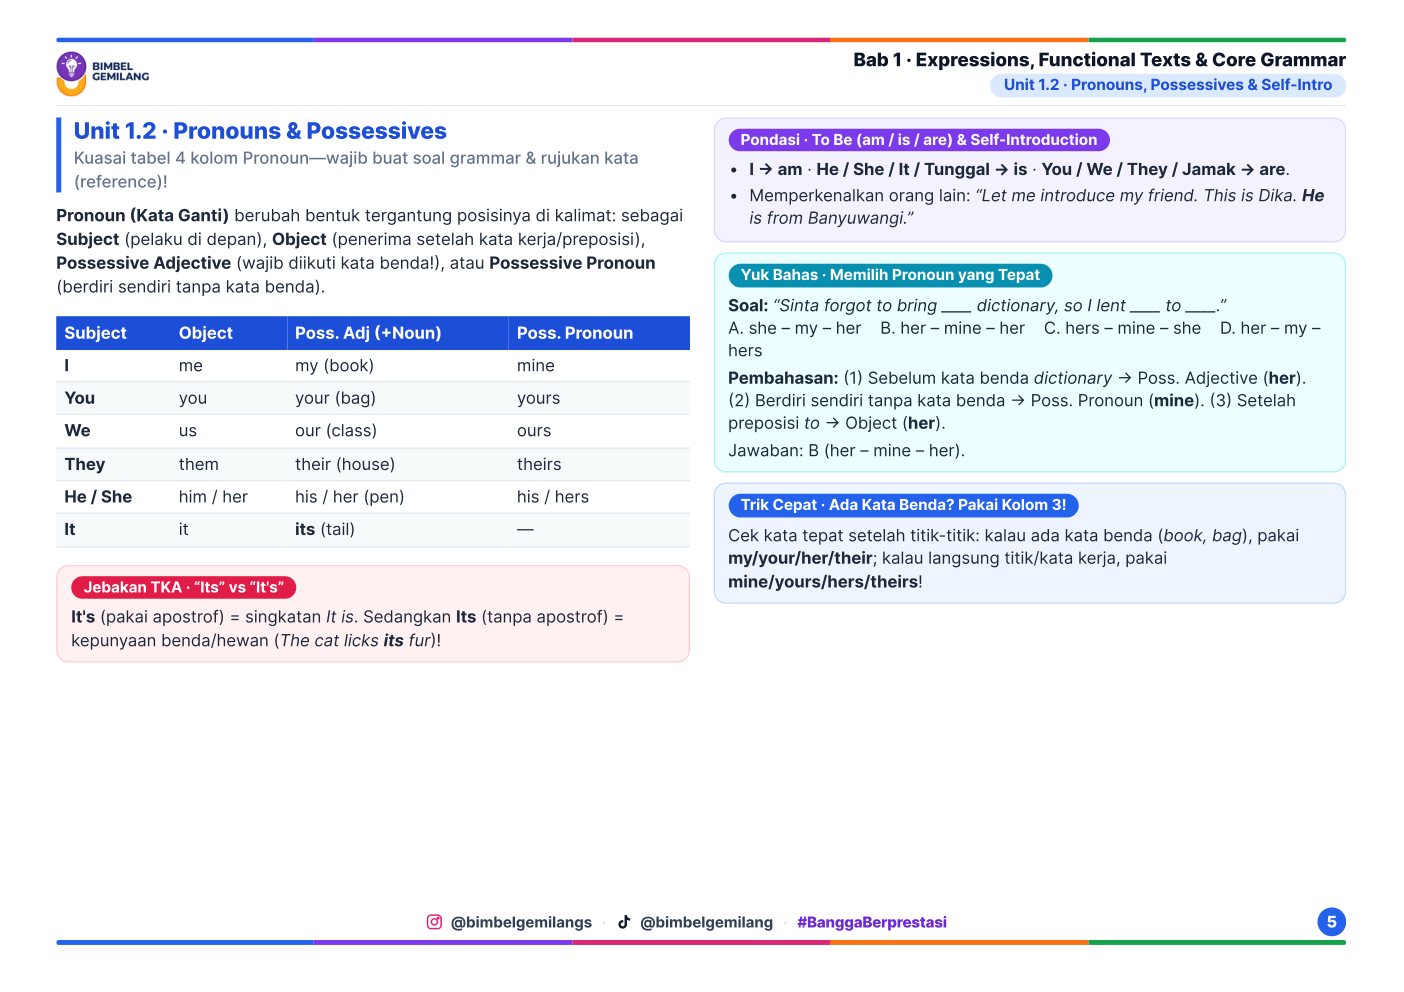 BIMBEL
GEMILANG
Bab 1 · Expressions, Functional Texts & Core Grammar
Unit 1.2 · Pronouns, Possessives & Self-Intro
Unit 1.2 · Pronouns & Possessives
Kuasai tabel 4 kolom Pronoun—wajib buat soal grammar & rujukan kata
(reference)!
Pronoun (Kata Ganti) berubah bentuk tergantung posisinya di kalimat: sebagai
Subject (pelaku di depan), Object (penerima setelah kata kerja/preposisi),
Possessive Adjective (wajib diikuti kata benda!), atau Possessive Pronoun
(berdiri sendiri tanpa kata benda).
Subject Object Poss. Adj (+Noun) Poss. Pronoun
I me my (book) mine
You you your (bag) yours
We us our (class) ours
They them their (house) theirs
He / She him / her his / her (pen) his / hers
It it its (tail) —
Jebakan TKA · “Its” vs “It's”
It's (pakai apostrof) = singkatan It is. Sedangkan Its (tanpa apostrof) =
kepunyaan benda/hewan (The cat licks its fur)!
Pondasi · To Be (am / is / are) & Self-Introduction
• I → am · He / She / It / Tunggal → is · You / We / They / Jamak → are.
• Memperkenalkan orang lain: “Let me introduce my friend. This is Dika. He
is from Banyuwangi.”
Yuk Bahas · Memilih Pronoun yang Tepat
Soal: “Sinta forgot to bring ____ dictionary, so I lent ____ to ____.”
A. she – my – her B. her – mine – her C. hers – mine – she D. her – my –
hers
Pembahasan: (1) Sebelum kata benda dictionary → Poss. Adjective (her).
(2) Berdiri sendiri tanpa kata benda → Poss. Pronoun (mine). (3) Setelah
preposisi to → Object (her).
Jawaban: B (her – mine – her).
Trik Cepat · Ada Kata Benda? Pakai Kolom 3!
Cek kata tepat setelah titik-titik: kalau ada kata benda (book, bag), pakai
my/your/her/their; kalau langsung titik/kata kerja, pakai
mine/yours/hers/theirs!
@bimbelgemilangs · @bimbelgemilang · #BanggaBerprestasi
5